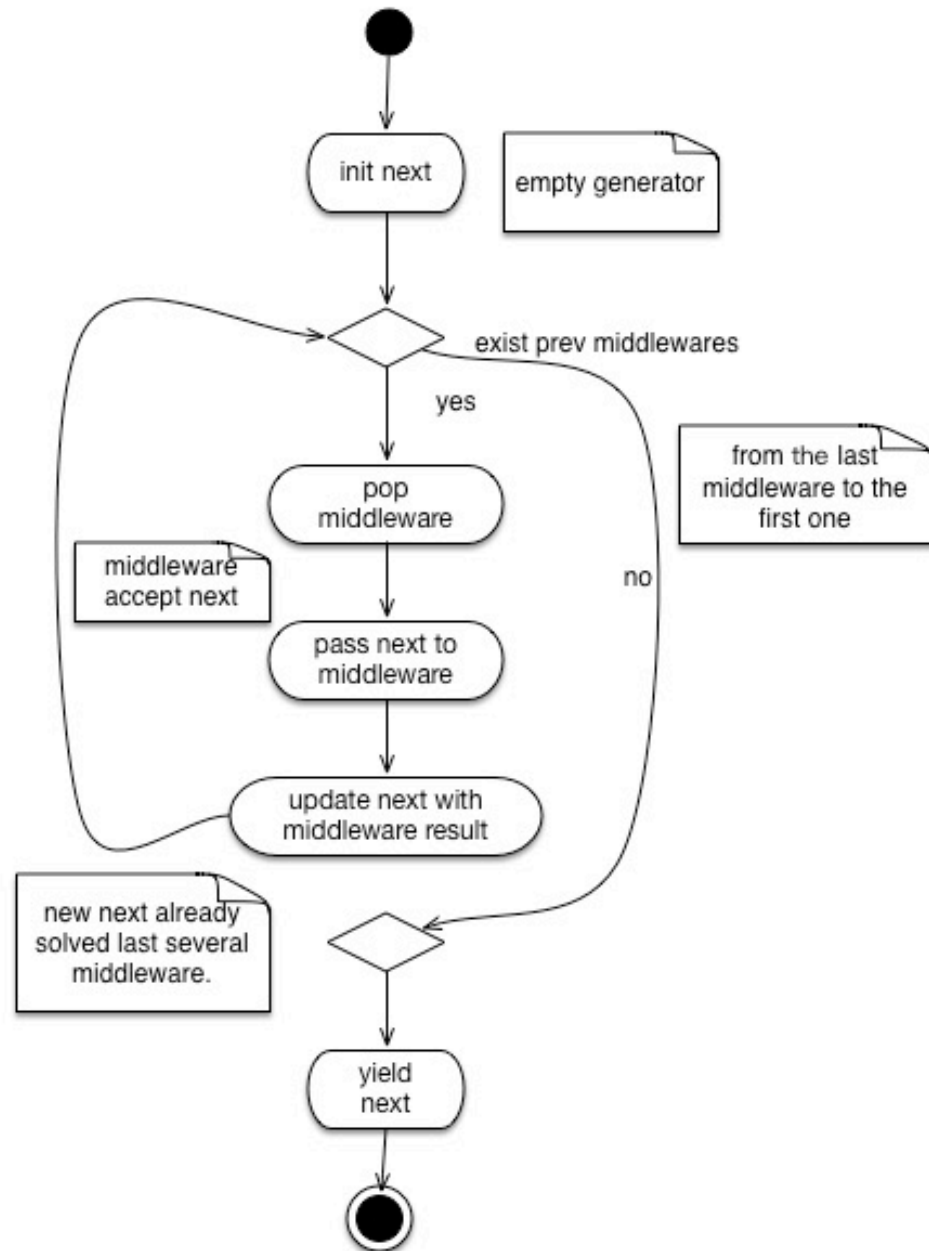 init next
empty generator
exist prev middlewares
yes
from the last
middleware to the
first one
pop
middleware
middleware
accept next
no
pass next to
middleware
update next with
middleware result
new next already
solved last several
middleware.
yield
next